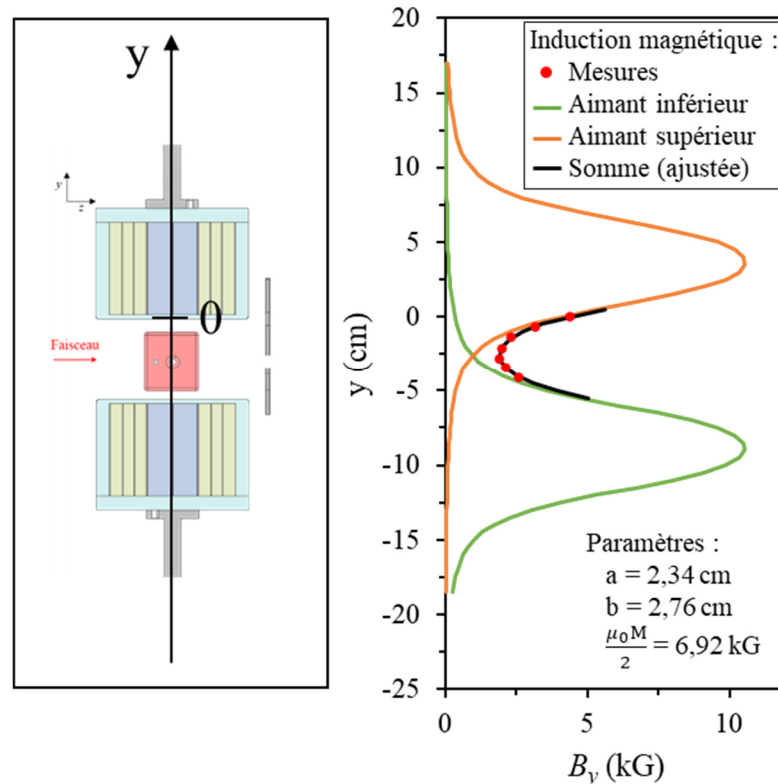 y
y
z
0
Faisceau
20
15
10
5
0
-5
-10
-15
-20
-25
y (cm)
0
5
10
B_y (kG)
Induction magnétique :
Mesures
Aimant inférieur
Aimant supérieur
Somme (ajustée)
Paramètres :
a = 2,34 cm
b = 2,76 cm
μ₀M/2 = 6,92 kG